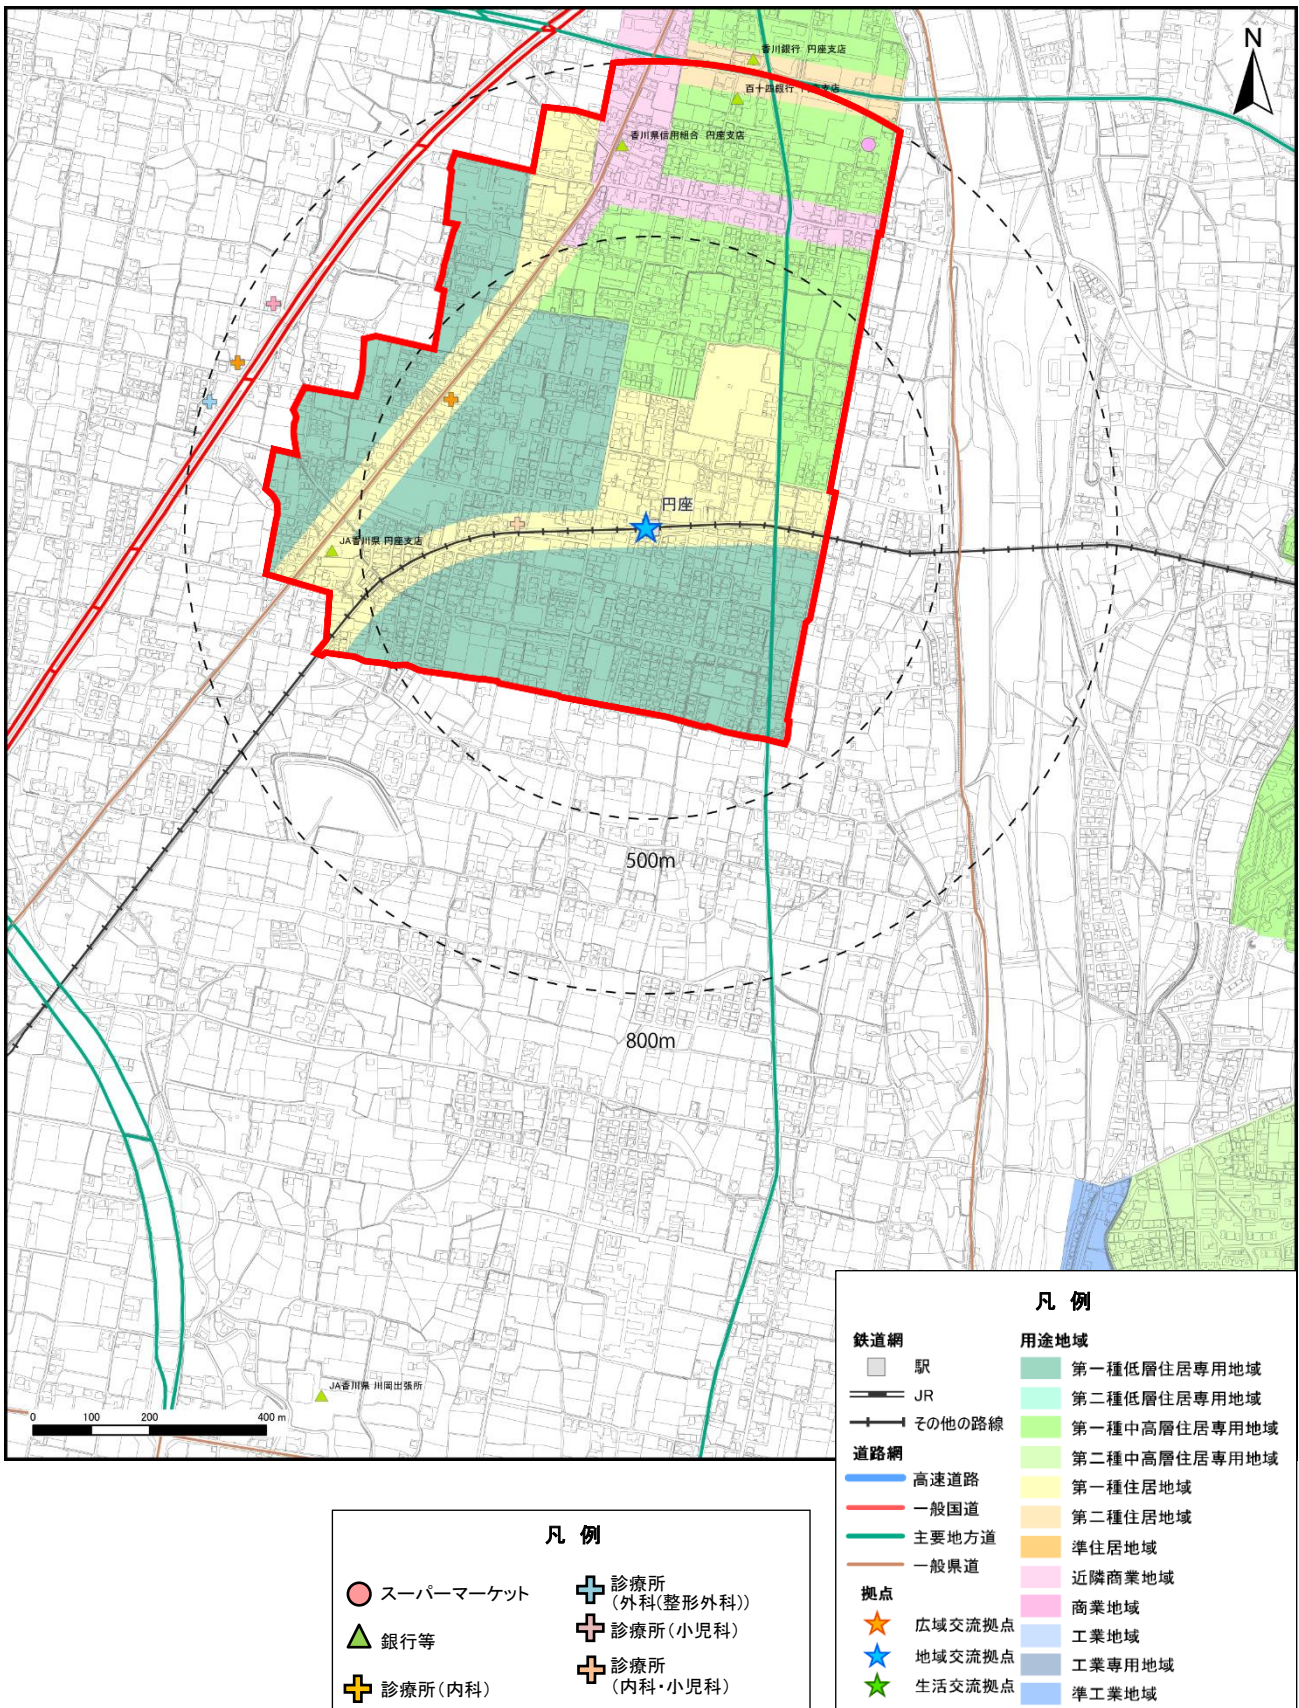 N
香川銀行 円座支店
百十四銀行 円座支店
香川県信用組合 円座支店
円座
JA香川県 円座支店
500m
800m
JA香川県 川岡出張所
0 100 200 400 m
凡 例
鉄道網
駅
JR
その他の路線
道路網
高速道路
一般国道
主要地方道
一般県道
拠点
広域交流拠点
地域交流拠点
生活交流拠点
用途地域
第一種低層住居専用地域
第二種低層住居専用地域
第一種中高層住居専用地域
第二種中高層住居専用地域
第一種住居地域
第二種住居地域
準住居地域
近隣商業地域
商業地域
工業地域
工業専用地域
準工業地域
凡 例
スーパーマーケット
銀行等
診療所(内科)
診療所
(外科(整形外科))
診療所(小児科)
診療所
(内科・小児科)